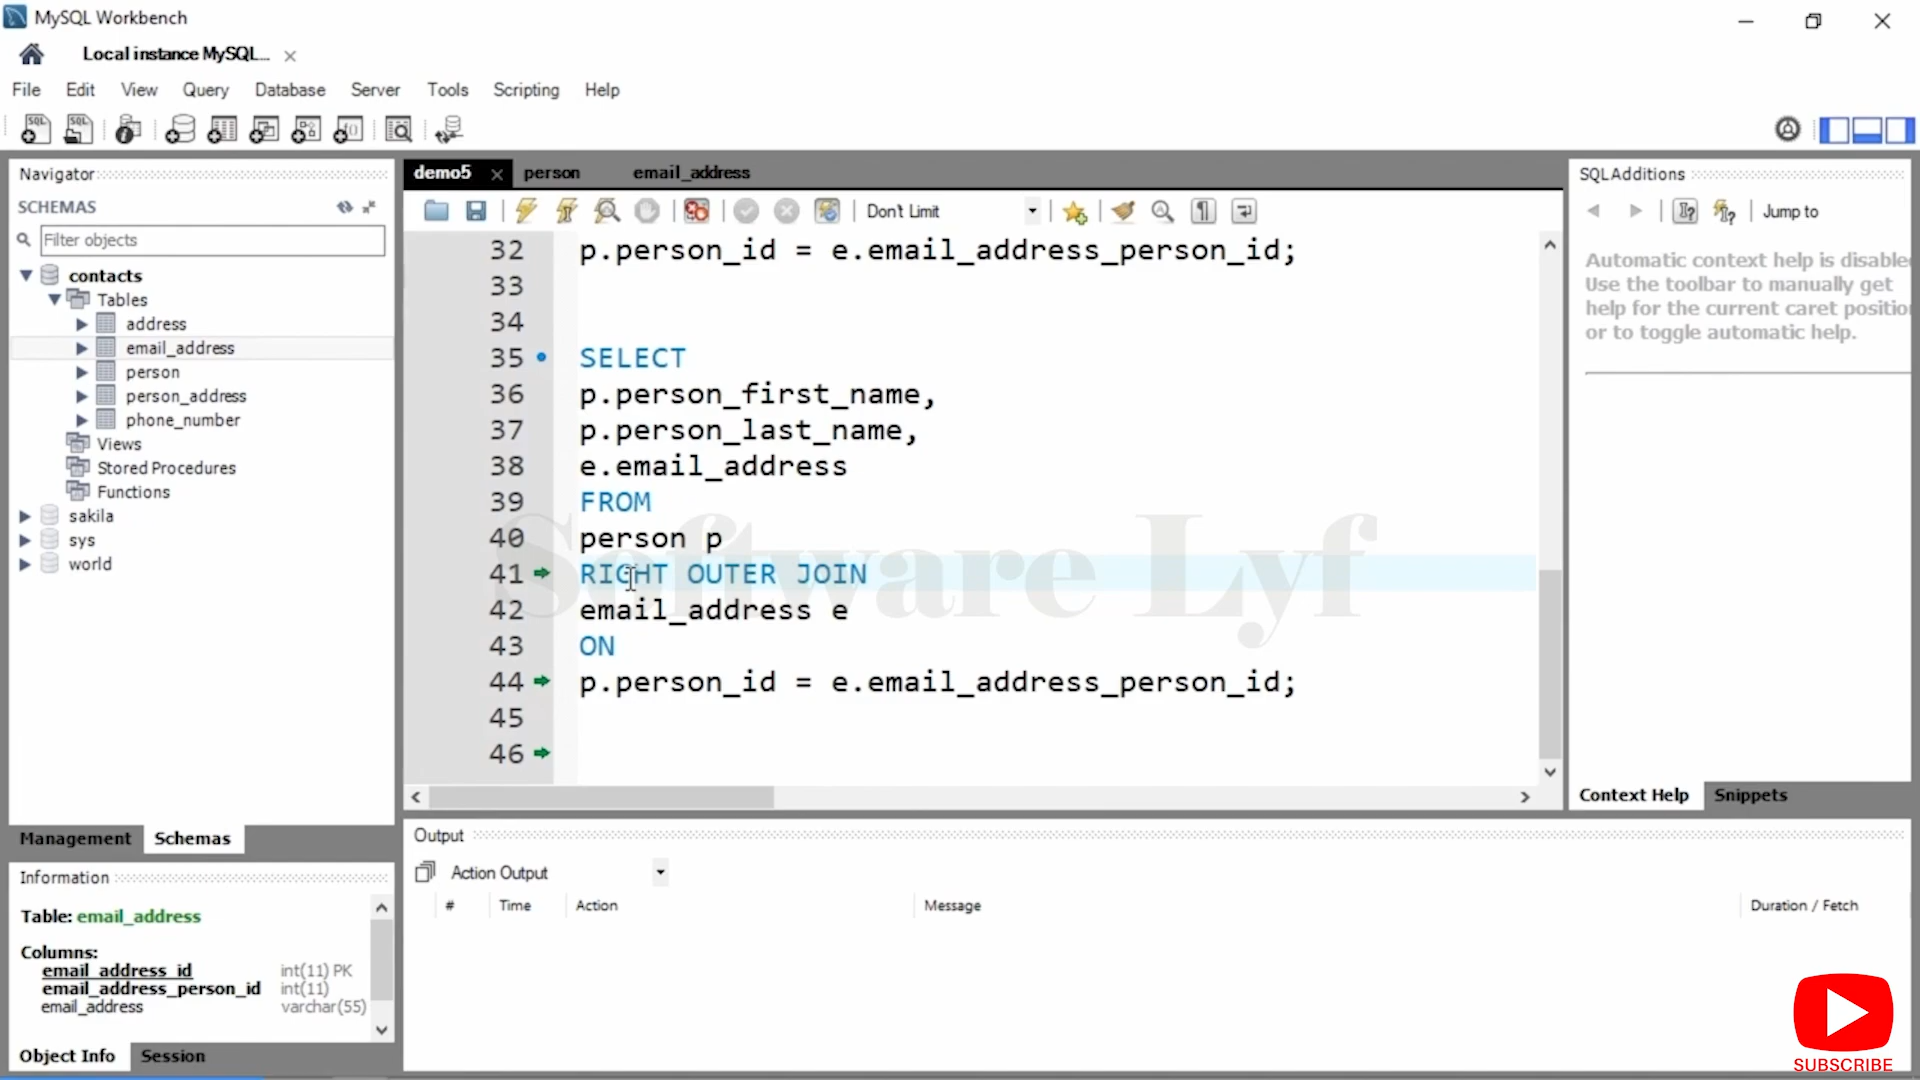 MySQL Workbench
Local instance MySQL...
File Edit View Query Database Server Tools Scripting Help
Navigator
SCHEMAS
Filter objects
contacts
Tables
address
email_address
person
person_address
phone_number
Views
Stored Procedures
Functions
sakila
sys
world
Management Schemas
Information
Table: email_address
Columns:
email_address_id int(11) PK
email_address_person_id int(11)
email_address varchar(55)
Object Info Session
demo5 person email_address
Don't Limit
32 p.person_id = e.email_address_person_id;
33
34
35 SELECT
36 p.person_first_name,
37 p.person_last_name,
38 e.email_address
39 FROM
40 person p
41 RIGHT OUTER JOIN
42 email_address e
43 ON
44 p.person_id = e.email_address_person_id;
45
46
Software Lyf
Output
Action Output
# Time Action Message Duration / Fetch
SQLAdditions
Jump to
Automatic context help is disable
Use the toolbar to manually get
help for the current caret positio
or to toggle automatic help.
Context Help Snippets
SUBSCRIBE